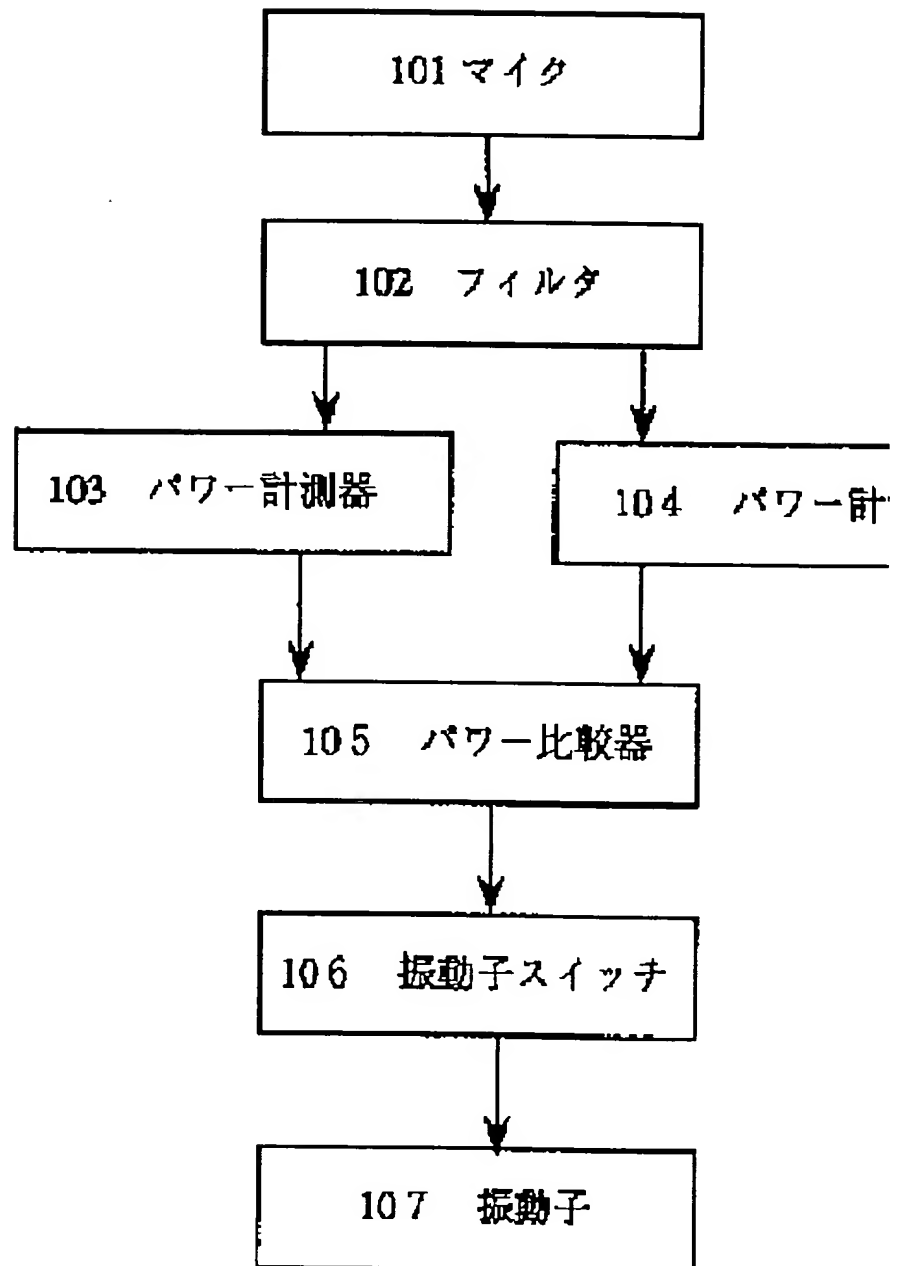 101 マイク
102 フィルタ
103 パワー計測器
104 パワー計
105 パワー比較器
106 振動子スイッチ
107 振動子